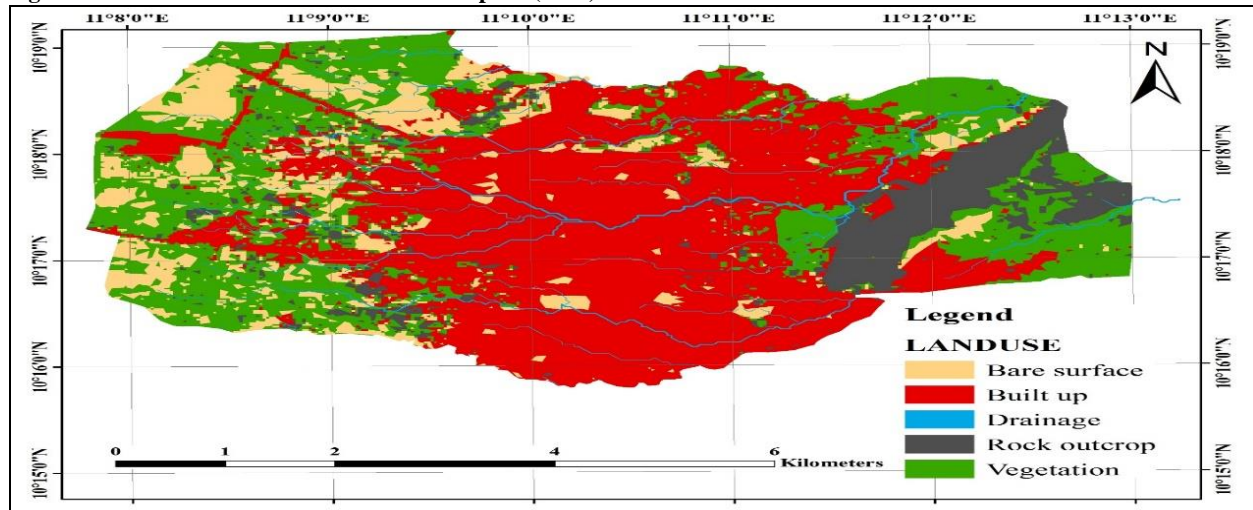 11°8'0"E 11°9'0"E 11°10'0"E 11°11'0"E 11°12'0"E 11°13'0"E
10°19'0"N 10°19'0"N
N
10°18'0"N 10°18'0"N
10°17'0"N 10°17'0"N
Legend
LANDUSE
Bare surface
10°16'0"N 10°16'0"N
Built up
Drainage
Rock outcrop
Vegetation
0 1 2 4 6
Kilometers
10°15'0"N 10°15'0"N